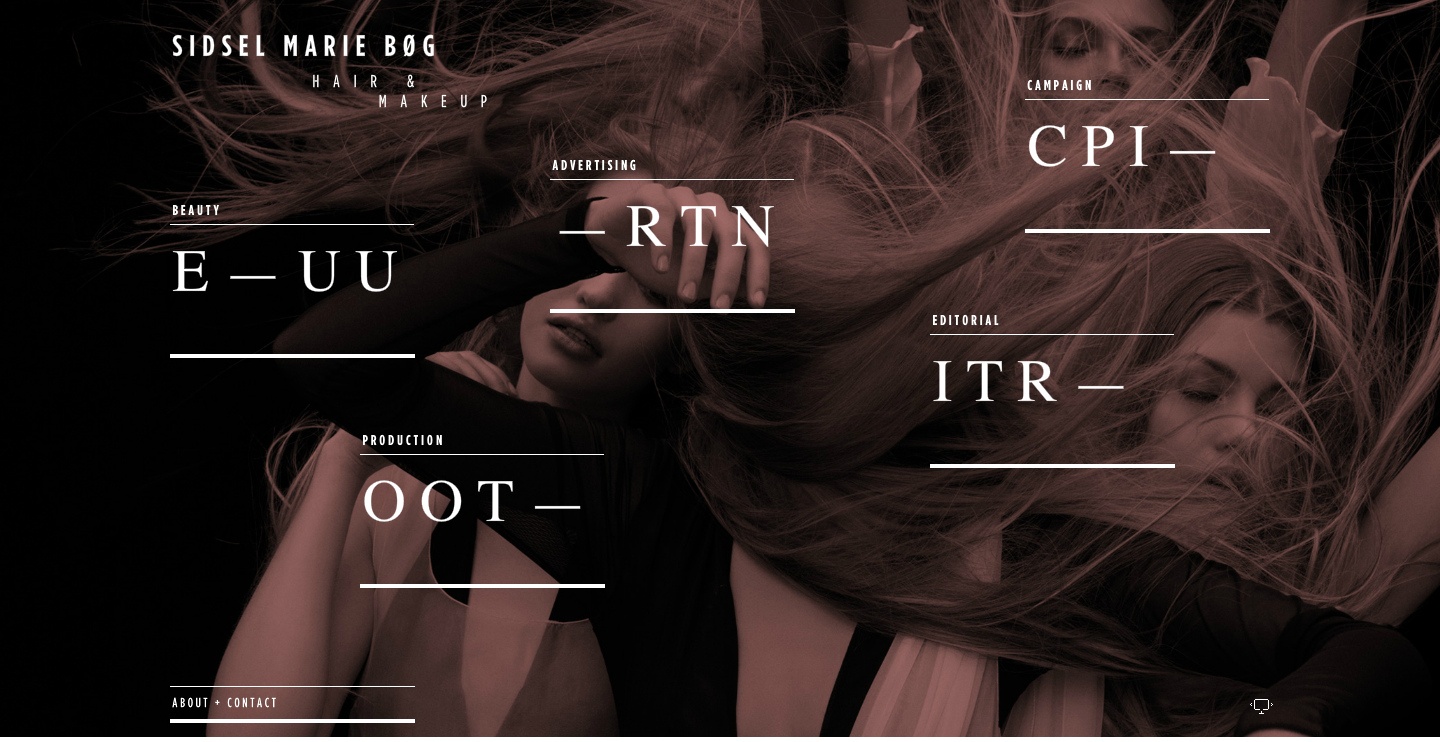 SIDSEL MARIE BØG
HAIR &
MAKEUP
CAMPAIGN
CPI—
ADVERTISING
—RTN
BEAUTY
E—UU
EDITORIAL
ITR—
PRODUCTION
OOT—
ABOUT + CONTACT